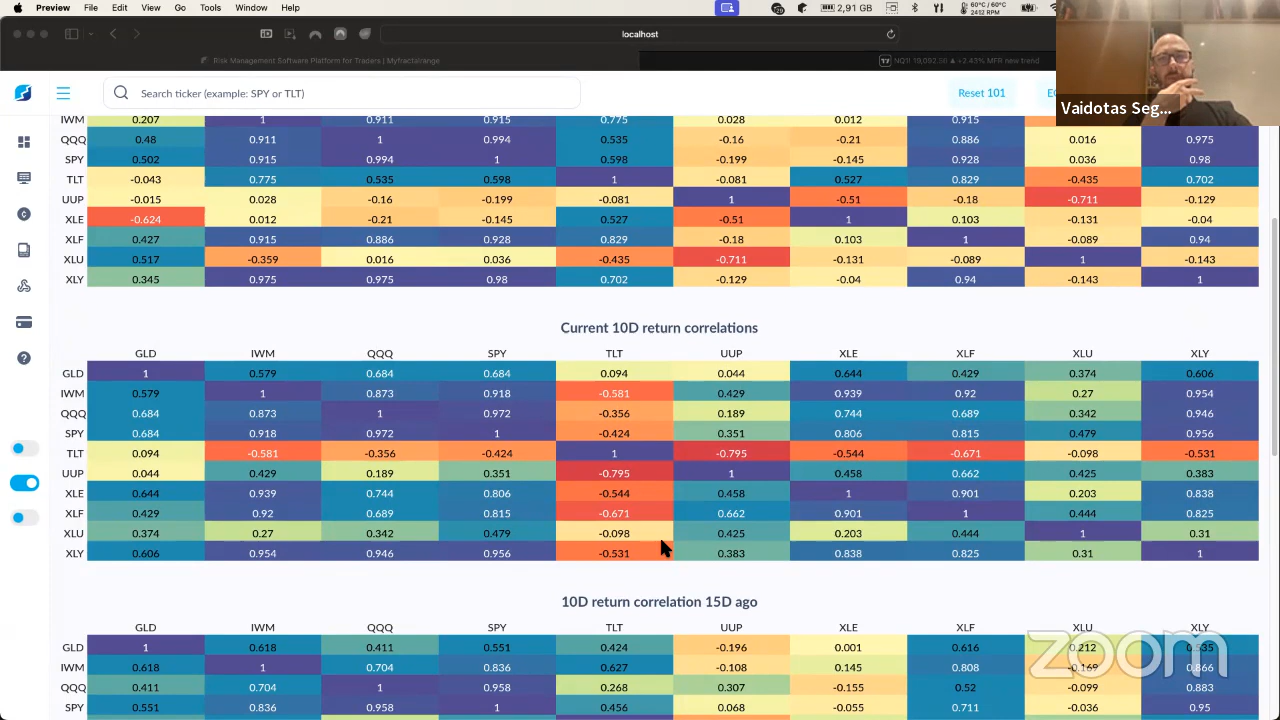 Preview File Edit View Go Tools Window Help 2,91 GB 60°C / 60°C 2412 RPM
localhost
Risk Management Software Platform for Traders | Myfractalrange NQ1! 19,092.50 ▲ +2.43% MFR new trend
Search ticker (example: SPY or TLT) Reset 101
Vaidotas Seg...
IWM 0.207 1 0.911 0.915 0.775 0.028 0.012 0.915
QQQ 0.48 0.911 1 0.994 0.535 -0.16 -0.21 0.886 0.016 0.975
SPY 0.502 0.915 0.994 1 0.598 -0.199 -0.145 0.928 0.036 0.98
TLT -0.043 0.775 0.535 0.598 1 -0.081 0.527 0.829 -0.435 0.702
UUP -0.015 0.028 -0.16 -0.199 -0.081 1 -0.51 -0.18 -0.711 -0.129
XLE -0.624 0.012 -0.21 -0.145 0.527 -0.51 1 0.103 -0.131 -0.04
XLF 0.427 0.915 0.886 0.928 0.829 -0.18 0.103 1 -0.089 0.94
XLU 0.517 -0.359 0.016 0.036 -0.435 -0.711 -0.131 -0.089 1 -0.143
XLY 0.345 0.975 0.975 0.98 0.702 -0.129 -0.04 0.94 -0.143 1
Current 10D return correlations
GLD IWM QQQ SPY TLT UUP XLE XLF XLU XLY
GLD 1 0.579 0.684 0.684 0.094 0.044 0.644 0.429 0.374 0.606
IWM 0.579 1 0.873 0.918 -0.581 0.429 0.939 0.92 0.27 0.954
QQQ 0.684 0.873 1 0.972 -0.356 0.189 0.744 0.689 0.342 0.946
SPY 0.684 0.918 0.972 1 -0.424 0.351 0.806 0.815 0.479 0.956
TLT 0.094 -0.581 -0.356 -0.424 1 -0.795 -0.544 -0.671 -0.098 -0.531
UUP 0.044 0.429 0.189 0.351 -0.795 1 0.458 0.662 0.425 0.383
XLE 0.644 0.939 0.744 0.806 -0.544 0.458 1 0.901 0.203 0.838
XLF 0.429 0.92 0.689 0.815 -0.671 0.662 0.901 1 0.444 0.825
XLU 0.374 0.27 0.342 0.479 -0.098 0.425 0.203 0.444 1 0.31
XLY 0.606 0.954 0.946 0.956 -0.531 0.383 0.838 0.825 0.31 1
10D return correlation 15D ago
GLD IWM QQQ SPY TLT UUP XLE XLF XLU XLY
GLD 1 0.618 0.411 0.551 0.424 -0.196 0.001 0.616 0.212 0.535
IWM 0.618 1 0.704 0.836 0.627 -0.108 0.145 0.808 -0.169 0.866
QQQ 0.411 0.704 1 0.958 0.268 0.307 -0.155 0.52 -0.099 0.883
SPY 0.551 0.836 0.958 1 0.456 0.068 -0.055 0.711 -0.036 0.95
zoom